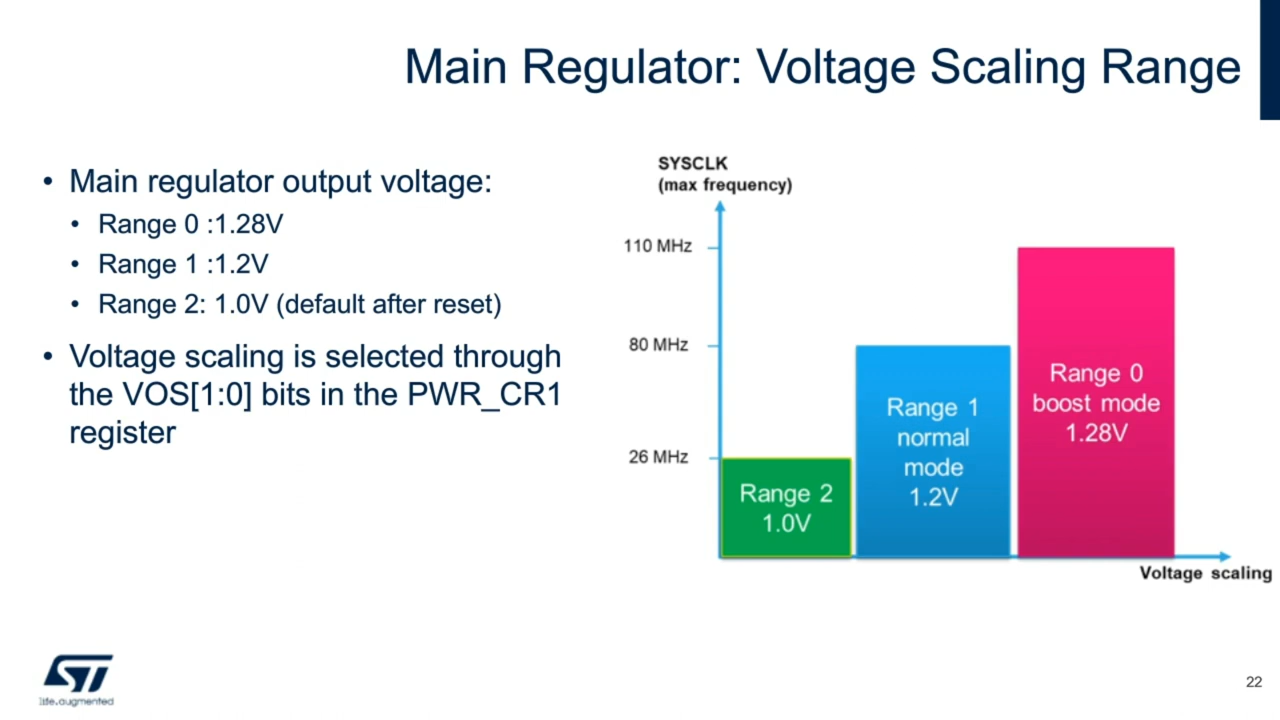 Main Regulator: Voltage Scaling Range
• Main regulator output voltage:
• Range 0 :1.28V
• Range 1 :1.2V
• Range 2: 1.0V (default after reset)
• Voltage scaling is selected through
the VOS[1:0] bits in the PWR_CR1
register
SYSCLK
(max frequency)
110 MHz
80 MHz
26 MHz
Range 2
1.0V
Range 1
normal
mode
1.2V
Range 0
boost mode
1.28V
Voltage scaling
ST
life.augmented
22